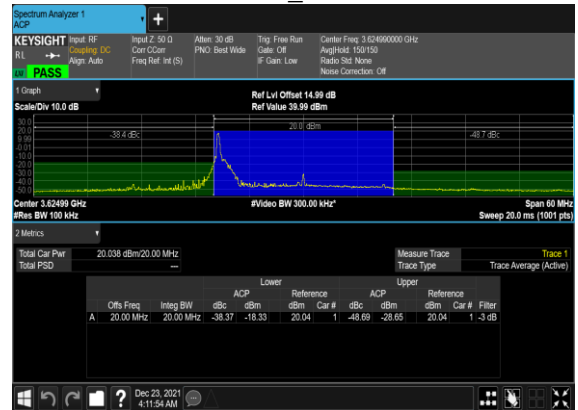 Spectrum Analyzer 1
ACP
+
KEYSIGHT Input: RF Input Z: 50 Ω Atten: 30 dB Trig: Free Run Center Freq: 3.624990000 GHz
RL Coupling: DC Corr CCorr PNO: Best Wide Gate: Off Avg|Hold: 150/150
Align: Auto Freq Ref: Int (S) IF Gain: Low Radio Std: None
PASS Noise Correction: Off
1 Graph
Ref Lvl Offset 14.99 dB
Scale/Div 10.0 dB Ref Value 39.99 dBm
30.0
20.0 -38.4 dBc 20.0 dBm -48.7 dBc
9.99
-0.01
-10.0
-20.0
-30.0
-40.0
-50.0
Center 3.62499 GHz #Video BW 300.00 kHz* Span 60 MHz
#Res BW 100 kHz Sweep 20.0 ms (1001 pts)
2 Metrics
Total Car Pwr 20.038 dBm/20.00 MHz Measure Trace Trace 1
Total PSD --- Trace Type Trace Average (Active)
Lower Upper
ACP Reference ACP Reference
Offs Freq Integ BW dBc dBm dBm Car # dBc dBm dBm Car # Filter
A 20.00 MHz 20.00 MHz -38.37 -18.33 20.04 1 -48.69 -28.65 20.04 1 -3 dB
? Dec 23, 2021
4:11:54 AM